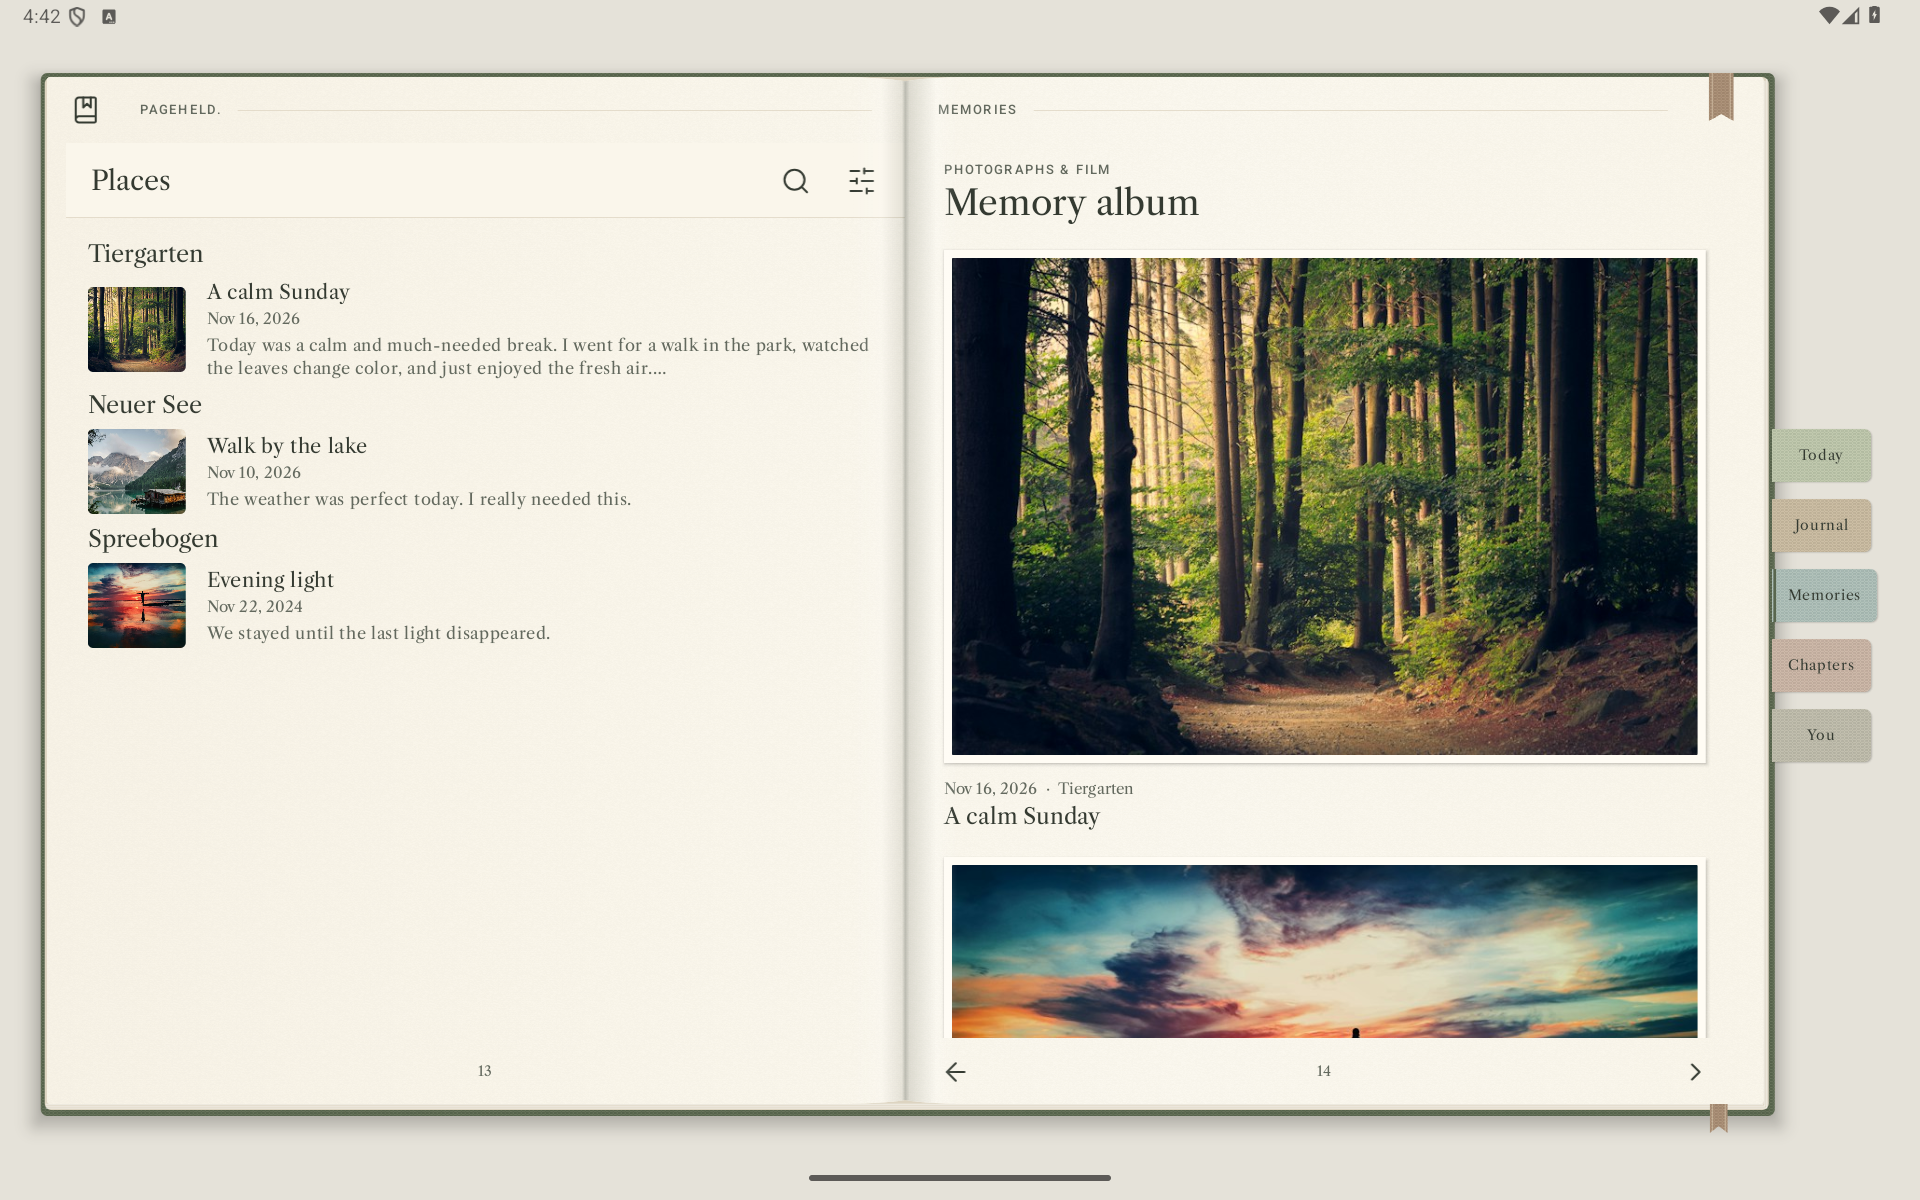 4:42
A
PAGEHELD.
Places
Tiergarten
A calm Sunday
Nov 16, 2026
Today was a calm and much-needed break. I went for a walk in the park, watched
the leaves change color, and just enjoyed the fresh air....
Neuer See
Walk by the lake
Nov 10, 2026
The weather was perfect today. I really needed this.
Spreebogen
Evening light
Nov 22, 2024
We stayed until the last light disappeared.
13
MEMORIES
PHOTOGRAPHS & FILM
Memory album
Nov 16, 2026 · Tiergarten
A calm Sunday
14
Today
Journal
Memories
Chapters
You